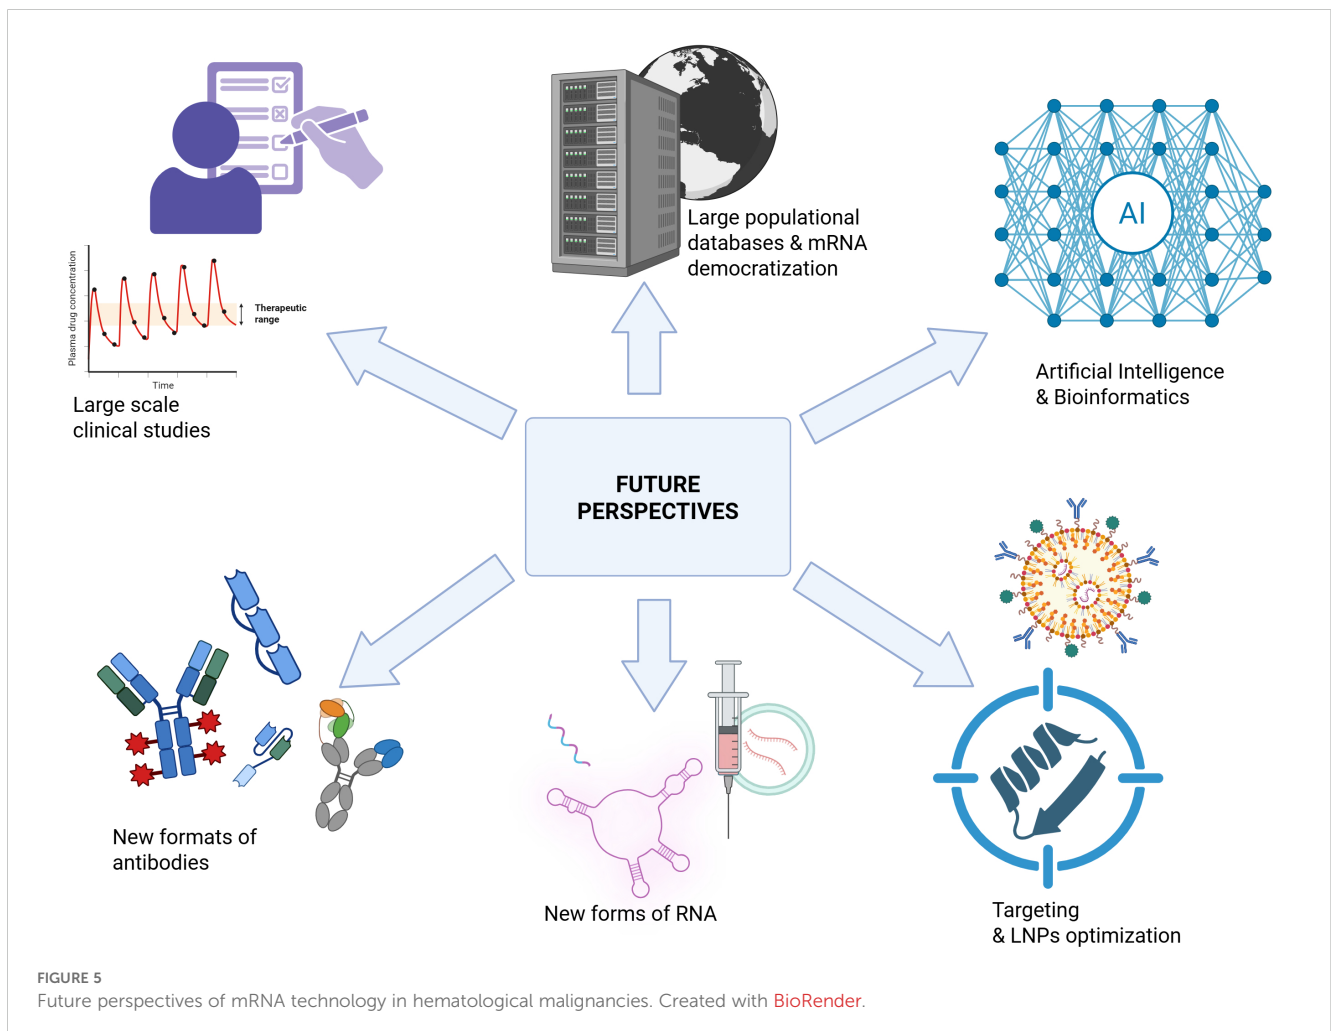 Large populational
databases & mRNA
democratization
AI
Artificial Intelligence
& Bioinformatics
Plasma drug concentration
Therapeutic
range
Time
Large scale
clinical studies
FUTURE
PERSPECTIVES
New formats of
antibodies
New forms of RNA
Targeting
& LNPs optimization
FIGURE 5
Future perspectives of mRNA technology in hematological malignancies. Created with BioRender.